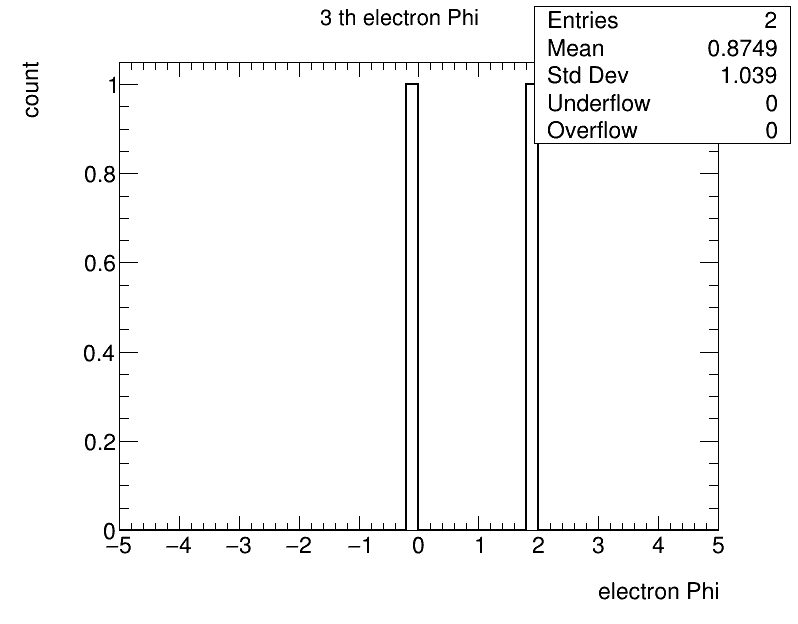 3 th electron Phi
Entries 2
Mean 0.8749
Std Dev 1.039
Underflow 0
Overflow 0
count
1
0.8
0.6
0.4
0.2
0
−5 −4 −3 −2 −1 0 1 2 3 4 5
electron Phi